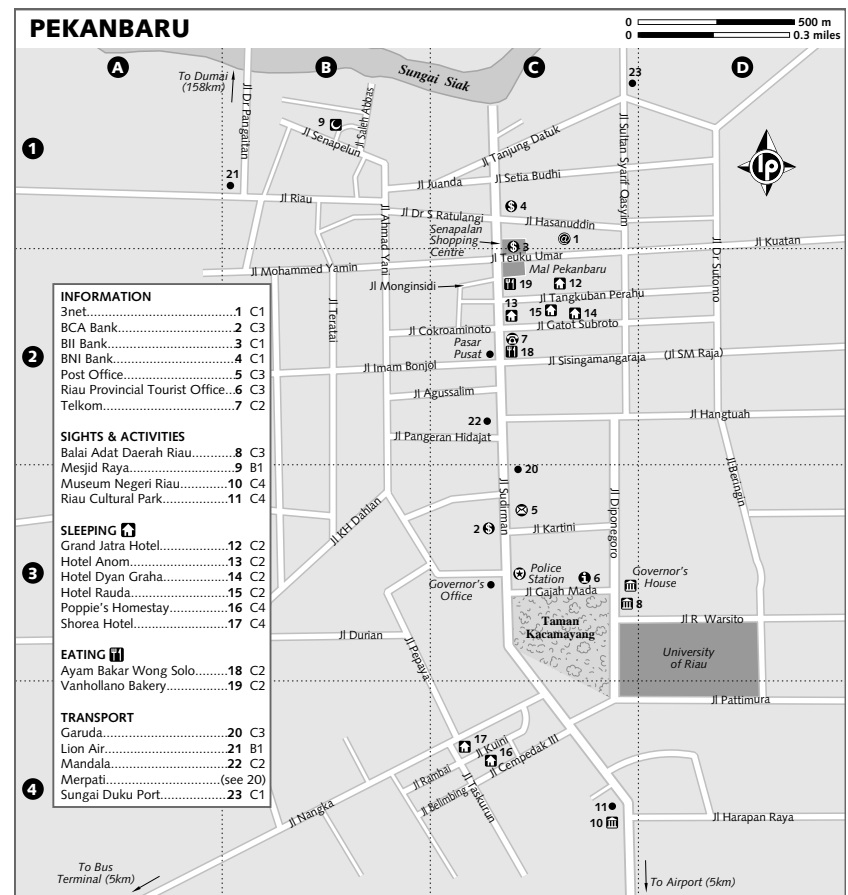 PEKANBARU
0 500 m
0 0.3 miles
A
B
C
D
1
2
3
4
To Dumai
(158km)
Sungai Siak
23
Jl Dr Pangaitan
9
Jl Saleh Abbas
Jl Senapelun
Jl Tanjung Datuk
Jl Sultan Syarif Qasyim
lp
21
Jl Riau
Jl Juanda
Jl Setia Budhi
$ 4
Jl Dr S Ratulangi
Jl Hasanuddin
Senapalan
Shopping
Centre
$ 3
@ 1
Jl Kuatan
Jl Ahmad Yani
Jl Teuku Umar
Jl Dr Sutomo
Jl Mohammed Yamin
Mal Pekanbaru
Jl Monginsidi
19
12
Jl Teratai
Jl Tangkuban Perahu
13
15
14
Jl Cokroaminoto
Jl Gatot Subroto
Pasar
Pusat
7
18
Jl Imam Bonjol
Jl Sisingamangaraja
(Jl SM Raja)
Jl Agussalim
22
Jl Hangtuah
Jl Pangeran Hidajat
20
Jl Beringin
Jl Sudirman
Jl Diponegoro
5
Jl KH Dahlan
2 $
Jl Kartini
Governor's
Office
Police
Station
6
Governor's
House
Jl Gajah Mada
8
Taman
Kacamayang
Jl R Warsito
Jl Durian
Jl Pepaya
University
of Riau
Jl Pattimura
17
Jl Kuini
16
Jl Cempedak III
Jl Rambai
Jl Belimbing
Jl Taskurun
Jl Nangka
11
10
Jl Harapan Raya
To Bus
Terminal (5km)
To Airport (5km)
INFORMATION
3net..........................................1 C1
BCA Bank.................................2 C3
BII Bank....................................3 C1
BNI Bank..................................4 C1
Post Office................................5 C3
Riau Provincial Tourist Office...6 C3
Telkom.....................................7 C2
SIGHTS & ACTIVITIES
Balai Adat Daerah Riau...........8 C3
Mesjid Raya.............................9 B1
Museum Negeri Riau............10 C4
Riau Cultural Park.................11 C4
SLEEPING
Grand Jatra Hotel..................12 C2
Hotel Anom..........................13 C2
Hotel Dyan Graha.................14 C2
Hotel Rauda..........................15 C2
Poppie's Homestay................16 C4
Shorea Hotel.........................17 C4
EATING
Ayam Bakar Wong Solo........18 C2
Vanhollano Bakery................19 C2
TRANSPORT
Garuda..................................20 C3
Lion Air.................................21 B1
Mandala................................22 C2
Merpati...........................(see 20)
Sungai Duku Port..................23 C1